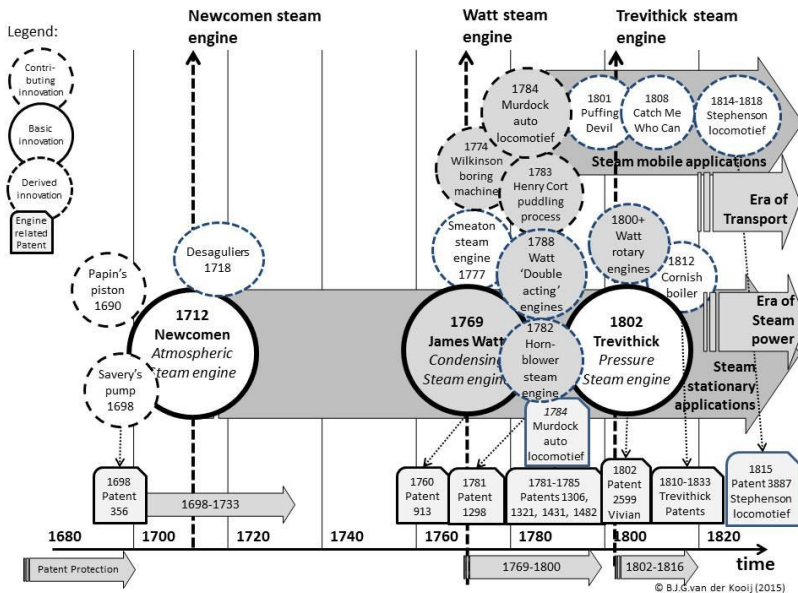 Newcomen steam
engine
Watt steam
engine
Trevithick steam
engine
Legend:
Contri-
buting
innovation
Basic
innovation
Derived
innovation
Engine
related
Patent
1784
Murdock
auto
locomotief
1801
Puffing
Devil
1808
Catch Me
Who Can
1814-1818
Stephenson
locomotief
Steam mobile applications
1774
Wilkinson
boring
machine
1783
Henry Cort
puddling
process
Era of
Transport
Desaguliers
1718
Smeaton
steam
engine
1777
1788
Watt
‘Double
acting’
engines
1800+
Watt
rotary
engines
1812
Cornish
boiler
Papin’s
piston
1690
1712
Newcomen
Atmospheric
Steam engine
1769
James Watt
Condensing
Steam engine
1782
Horn-
blower
steam
engine
1802
Trevithick
Pressure
Steam engine
Era of
Steam
power
Savery’s
pump
1698
Steam
stationary
applications
1784
Murdock
auto
locomotief
1698
Patent
356
1698-1733
1760
Patent
913
1781
Patent
1298
1781-1785
Patents 1306,
1321, 1431, 1482
1802
Patent
2599
Vivian
1810-1833
Trevithick
Patents
1815
Patent 3887
Stephenson
locomotief
1680
1700
1720
1740
1760
1780
1800
1820
time
Patent Protection
1769-1800
1802-1816
© B.J.G.van der Kooij (2015)